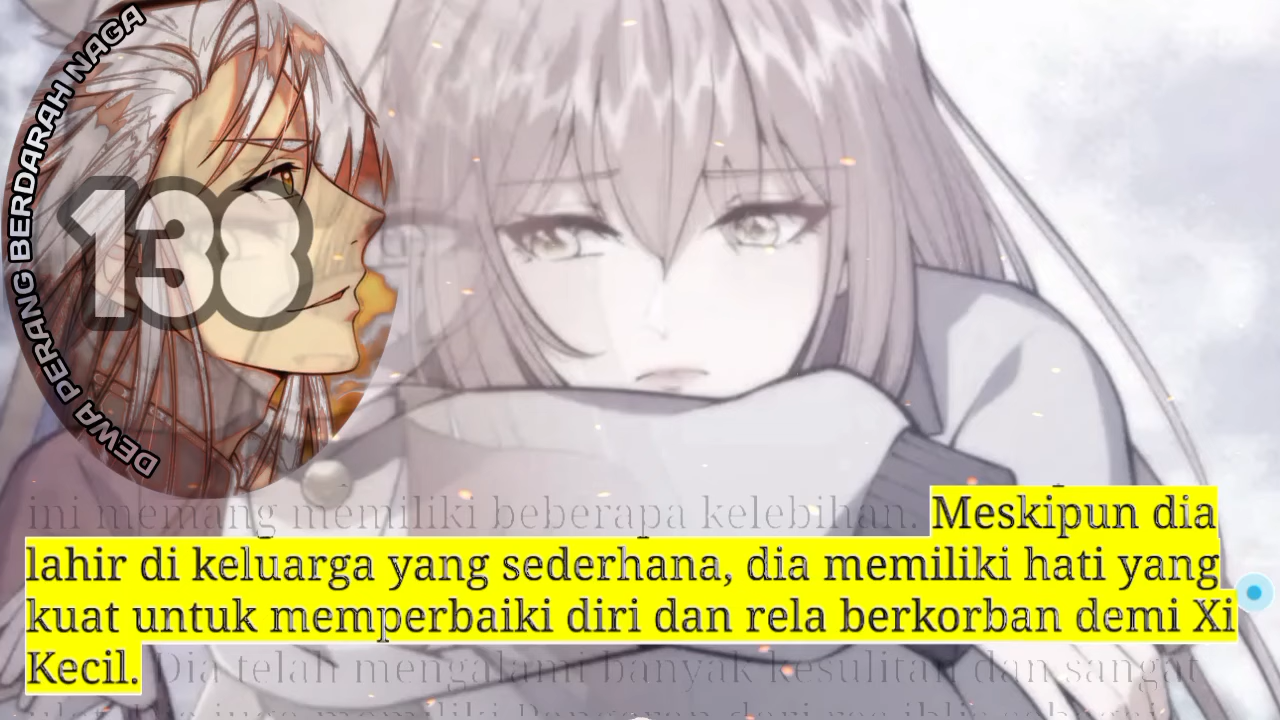 DEWA PERANG BERDARAH NAGA
138
ini memang memiliki beberapa kelebihan. Meskipun dia
lahir di keluarga yang sederhana, dia memiliki hati yang
kuat untuk memperbaiki diri dan rela berkorban demi Xi
Kecil. Dia telah mengalami banyak kesulitan dan sangat